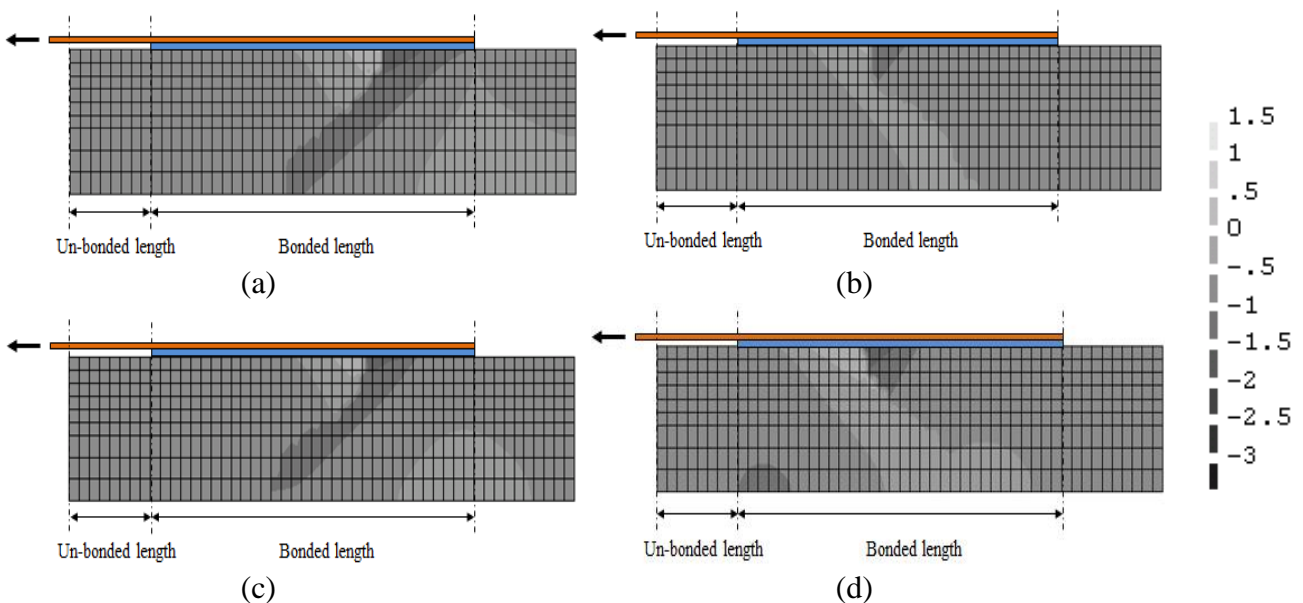 Un-bonded length Bonded length
(a)
Un-bonded length Bonded length
(b)
Un-bonded length Bonded length
(c)
Un-bonded length Bonded length
(d)
1.5
1
.5
0
-.5
-1
-1.5
-2
-2.5
-3